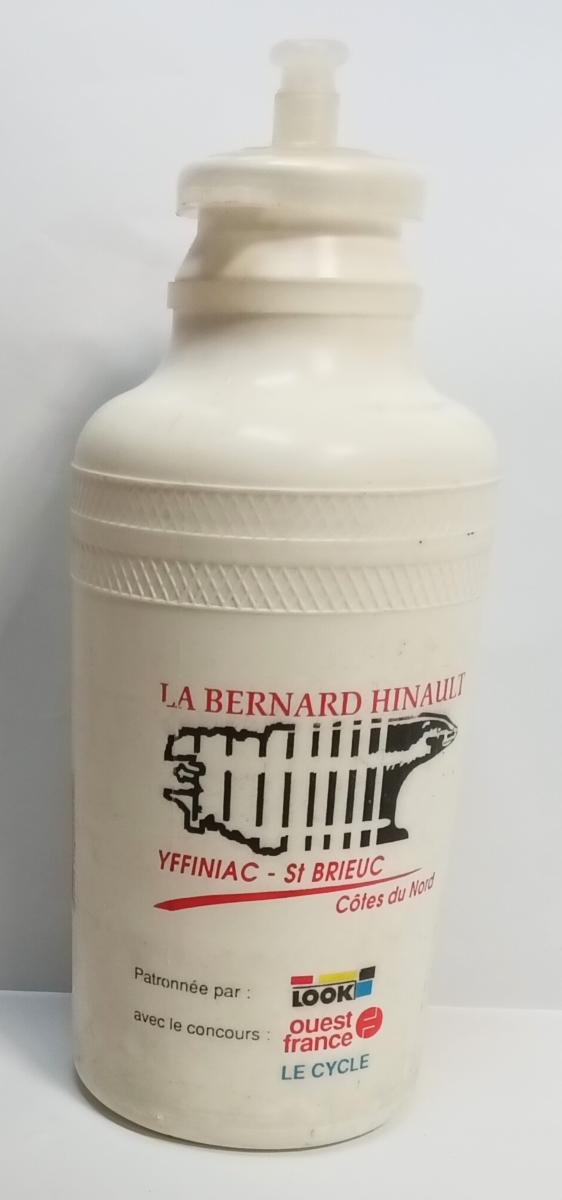 LA BERNARD HINAULT
YFFINIAC - St BRIEUC
Côtes du Nord
Patronnée par :
LOOK
avec le concours :
ouest
france
LE CYCLE